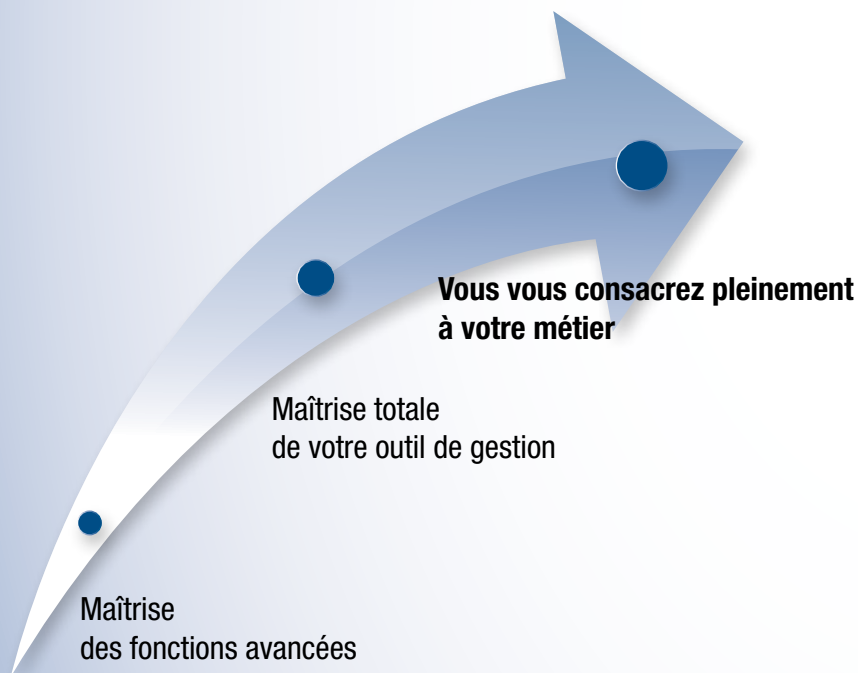 Vous vous consacrez pleinement
à votre métier
Maîtrise totale
de votre outil de gestion
Maîtrise
des fonctions avancées